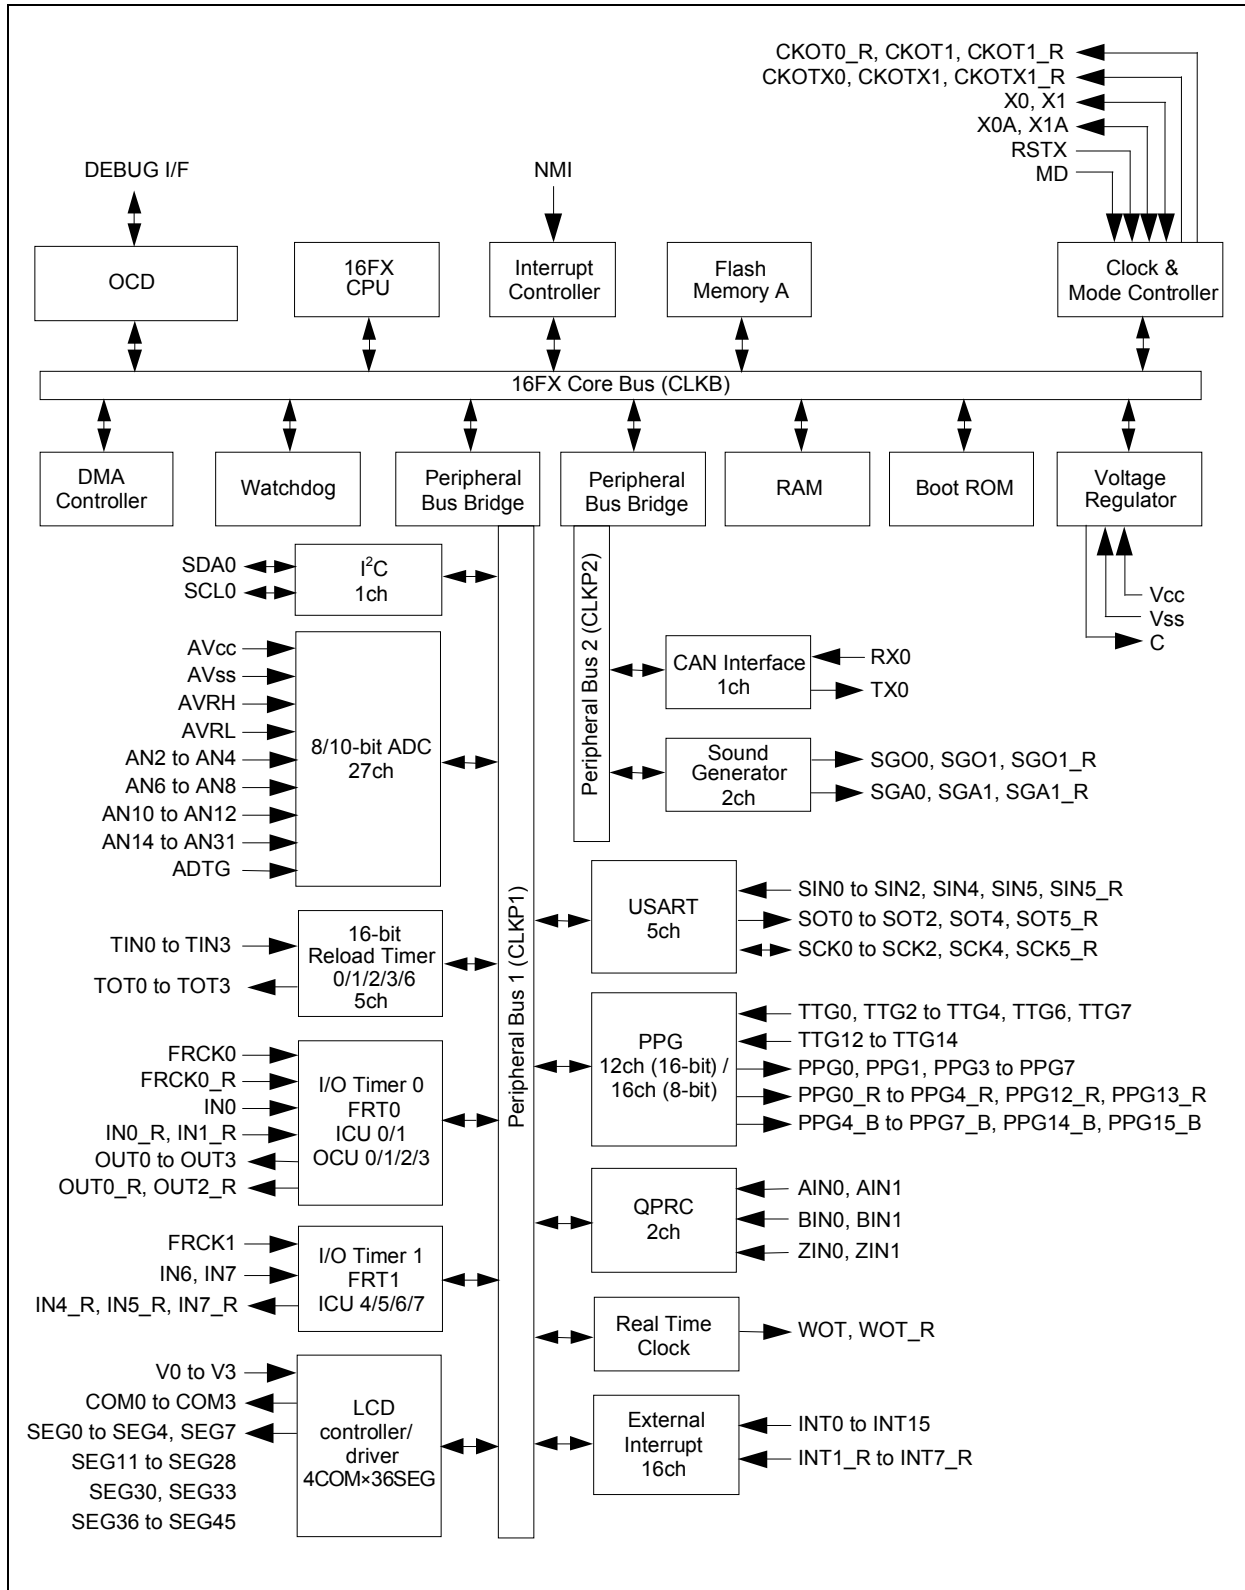 CKOT0_R, CKOT1, CKOT1_R
CKOTX0, CKOTX1, CKOTX1_R
X0, X1
X0A, X1A
RSTX
MD
DEBUG I/F
NMI
OCD
16FX
CPU
Interrupt
Controller
Flash
Memory A
Clock &
Mode Controller
16FX Core Bus (CLKB)
DMA
Controller
Watchdog
Peripheral
Bus Bridge
Peripheral
Bus Bridge
RAM
Boot ROM
Voltage
Regulator
Vcc
Vss
C
SDA0
SCL0
I²C
1ch
AVcc
AVss
AVRH
AVRL
AN2 to AN4
AN6 to AN8
AN10 to AN12
AN14 to AN31
ADTG
8/10-bit ADC
27ch
TIN0 to TIN3
TOT0 to TOT3
16-bit
Reload Timer
0/1/2/3/6
5ch
FRCK0
FRCK0_R
IN0
IN0_R, IN1_R
OUT0 to OUT3
OUT0_R, OUT2_R
I/O Timer 0
FRT0
ICU 0/1
OCU 0/1/2/3
FRCK1
IN6, IN7
IN4_R, IN5_R, IN7_R
I/O Timer 1
FRT1
ICU 4/5/6/7
V0 to V3
COM0 to COM3
SEG0 to SEG4, SEG7
SEG11 to SEG28
SEG30, SEG33
SEG36 to SEG45
LCD
controller/
driver
4COM×36SEG
Peripheral Bus 1 (CLKP1)
Peripheral Bus 2 (CLKP2)
CAN Interface
1ch
RX0
TX0
Sound
Generator
2ch
SGO0, SGO1, SGO1_R
SGA0, SGA1, SGA1_R
USART
5ch
SIN0 to SIN2, SIN4, SIN5, SIN5_R
SOT0 to SOT2, SOT4, SOT5_R
SCK0 to SCK2, SCK4, SCK5_R
PPG
12ch (16-bit) /
16ch (8-bit)
TTG0, TTG2 to TTG4, TTG6, TTG7
TTG12 to TTG14
PPG0, PPG1, PPG3 to PPG7
PPG0_R to PPG4_R, PPG12_R, PPG13_R
PPG4_B to PPG7_B, PPG14_B, PPG15_B
QPRC
2ch
AIN0, AIN1
BIN0, BIN1
ZIN0, ZIN1
Real Time
Clock
WOT, WOT_R
External
Interrupt
16ch
INT0 to INT15
INT1_R to INT7_R